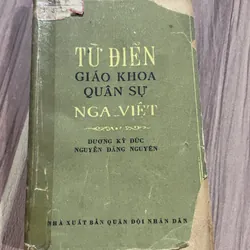 TỪ ĐIỂN
GIÁO KHOA
QUÂN SỰ
NGA-VIỆT
DƯƠNG KỲ ĐỨC
NGUYỄN ĐĂNG NGUYÊN
NHA XUẤT BẢN QUÂN ĐỘI NHÂN DÂN